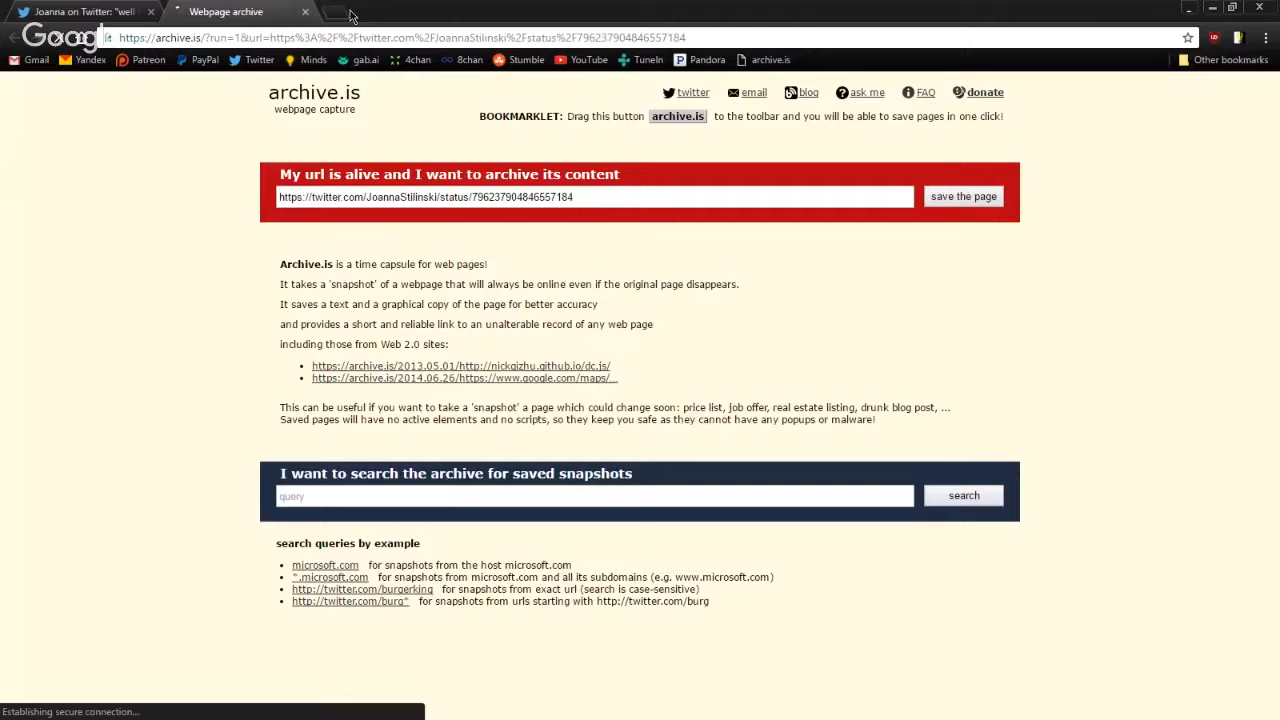 Joanna on Twitter: "well
Webpage archive
Google
https://archive.is/?run=1&url=https%3A%2F%2Ftwitter.com%2FJoannaStilinski%2Fstatus%2F796237904846557184
Gmail Yandex Patreon PayPal Twitter Minds gab.ai 4chan 8chan Stumble YouTube TuneIn Pandora archive.is Other bookmarks
archive.is
webpage capture
twitter email blog ask me FAQ donate
BOOKMARKLET: Drag this button archive.is to the toolbar and you will be able to save pages in one click!
My url is alive and I want to archive its content
https://twitter.com/JoannaStilinski/status/796237904846557184 save the page
Archive.is is a time capsule for web pages!
It takes a 'snapshot' of a webpage that will always be online even if the original page disappears.
It saves a text and a graphical copy of the page for better accuracy
and provides a short and reliable link to an unalterable record of any web page
including those from Web 2.0 sites:
https://archive.is/2013.05.01/http://nickqizhu.github.io/dc.js/
https://archive.is/2014.06.26/https://www.google.com/maps/...
This can be useful if you want to take a 'snapshot' a page which could change soon: price list, job offer, real estate listing, drunk blog post, ...
Saved pages will have no active elements and no scripts, so they keep you safe as they cannot have any popups or malware!
I want to search the archive for saved snapshots
query search
search queries by example
microsoft.com for snapshots from the host microsoft.com
*.microsoft.com for snapshots from microsoft.com and all its subdomains (e.g. www.microsoft.com)
http://twitter.com/burgerking for snapshots from exact url (search is case-sensitive)
http://twitter.com/burg* for snapshots from urls starting with http://twitter.com/burg
Establishing secure connection...